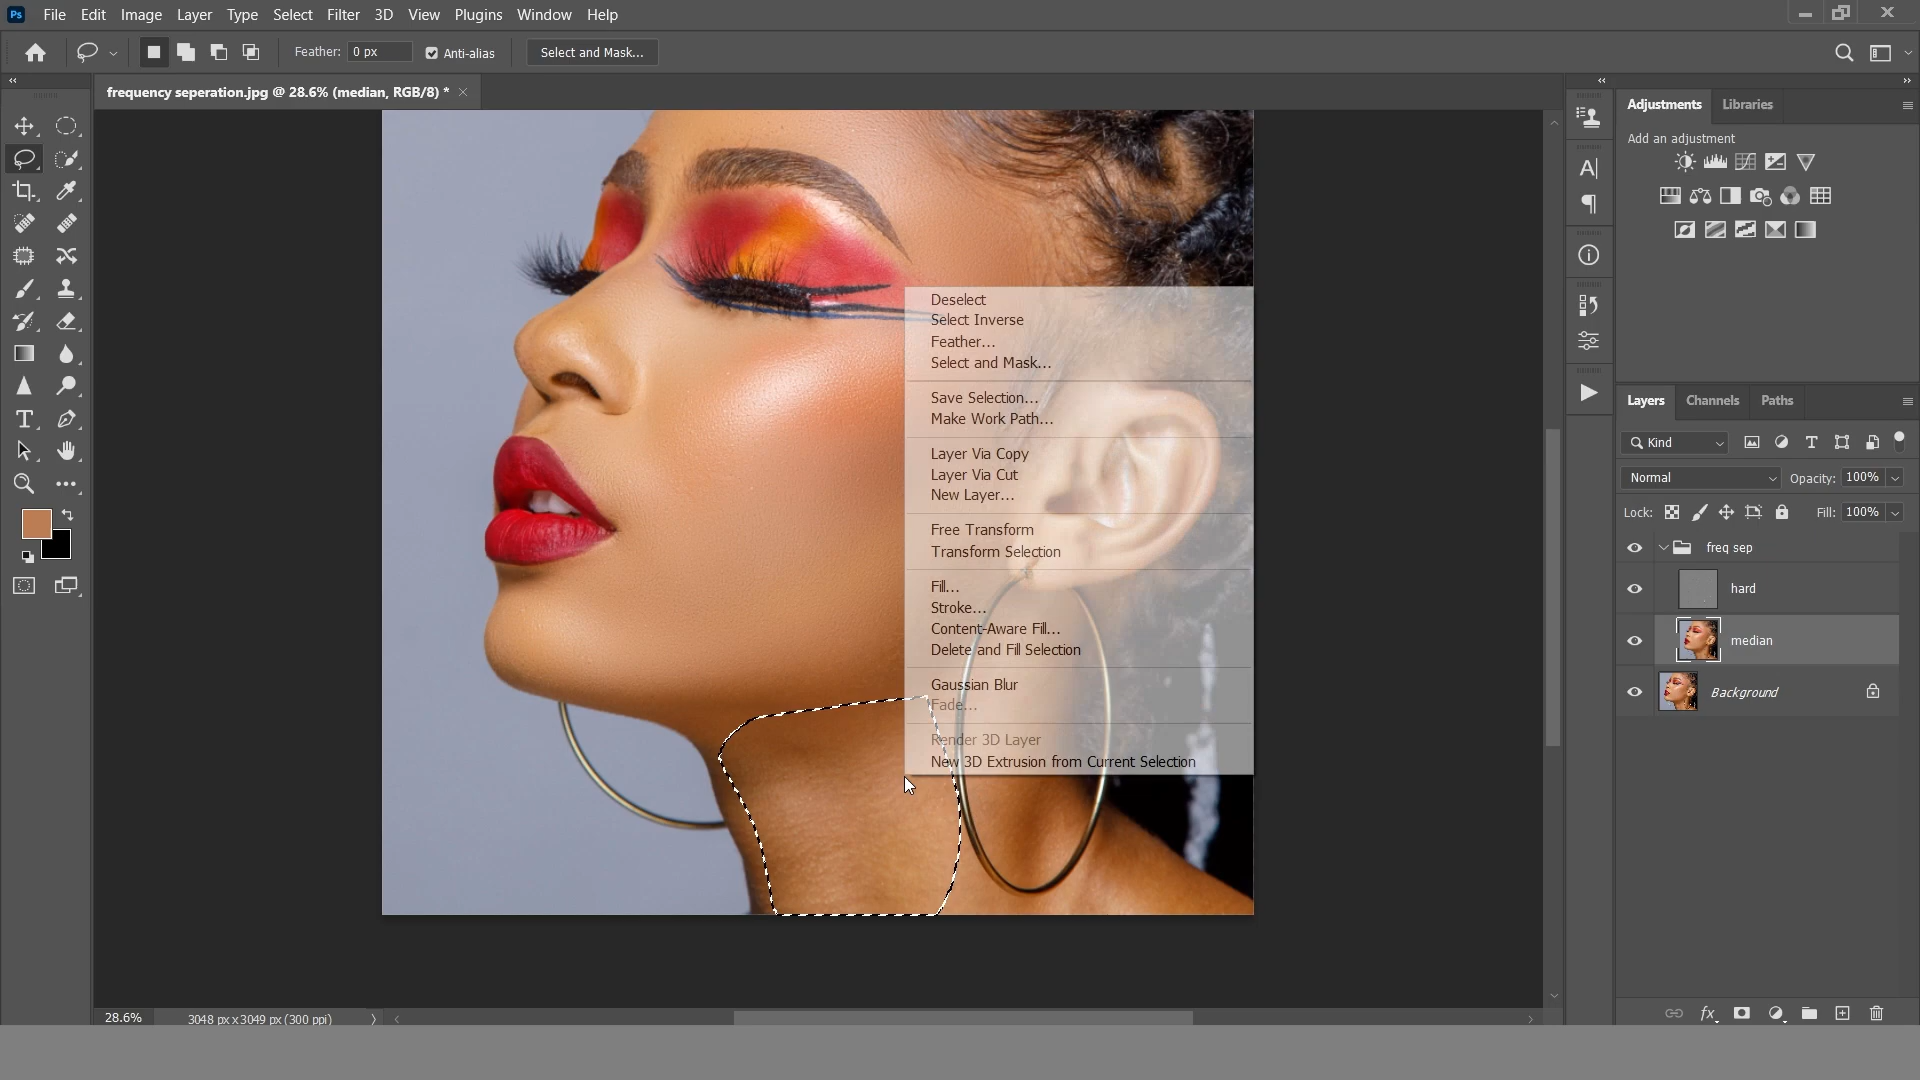 Ps File Edit Image Layer Type Select Filter 3D View Plugins Window Help
Feather: 0 px Anti-alias Select and Mask...
frequency seperation.jpg @ 28.6% (median, RGB/8) *
Adjustments Libraries
Add an adjustment
Deselect
Select Inverse
Feather...
Select and Mask...
Save Selection...
Make Work Path...
Layer Via Copy
Layer Via Cut
New Layer...
Free Transform
Transform Selection
Fill...
Stroke...
Content-Aware Fill...
Delete and Fill Selection
Gaussian Blur
Fade...
Render 3D Layer
New 3D Extrusion from Current Selection
Layers Channels Paths
Kind
Normal Opacity: 100%
Lock: Fill: 100%
freq sep
hard
median
Background
fx
28.6% 3048 px x 3049 px (300 ppi)